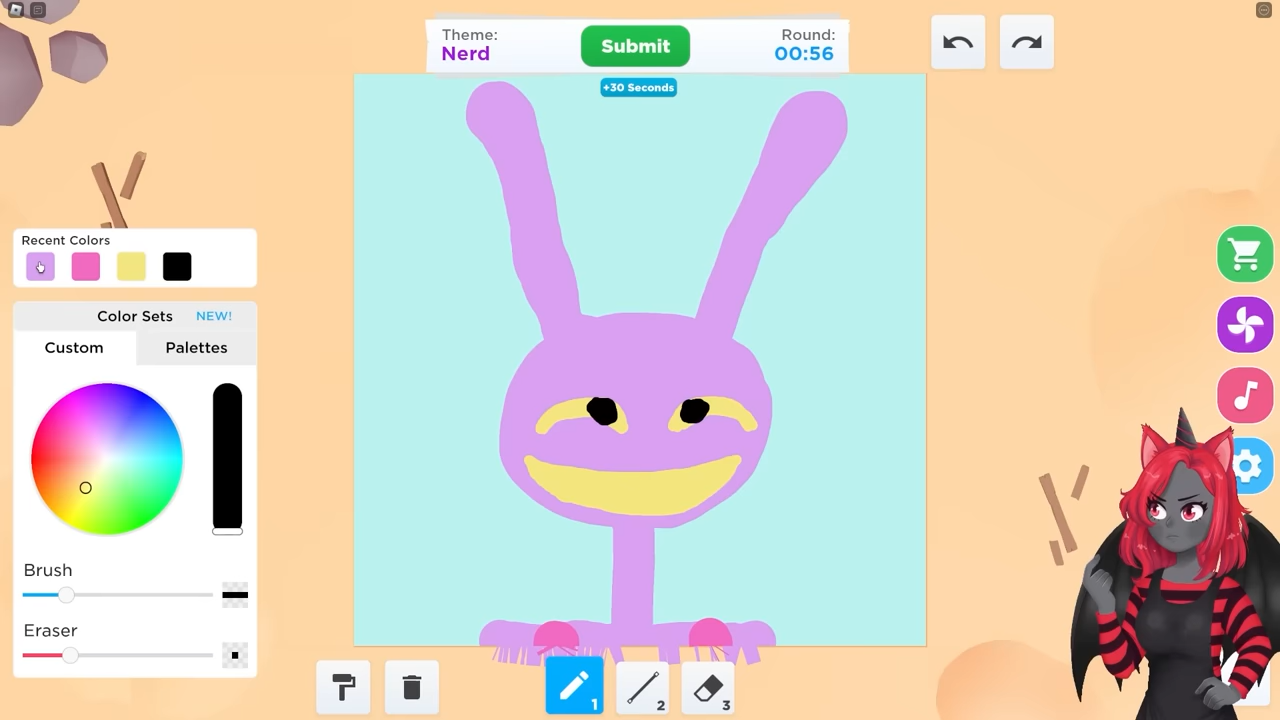 Theme:
Nerd
Submit
Round:
00:56
+30 Seconds
Recent Colors
Color Sets NEW!
Custom Palettes
Brush
Eraser
1
2
3